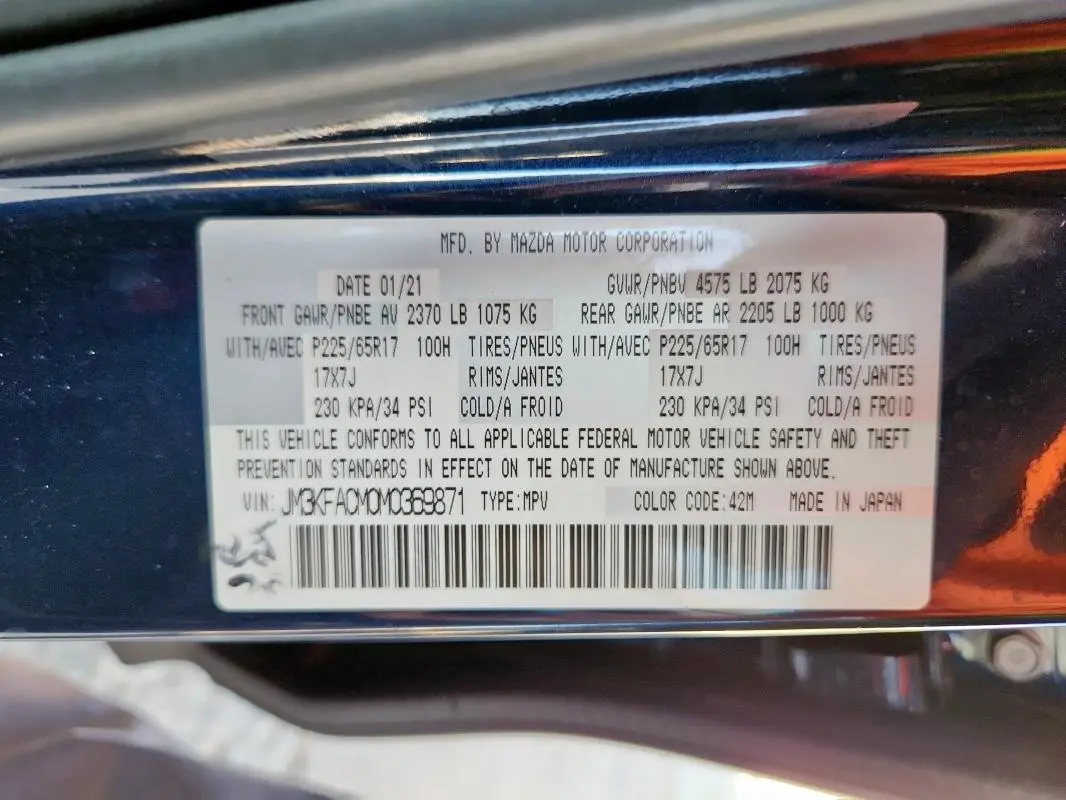 MFD. BY MAZDA MOTOR CORPORATION
DATE 01/21 GVWR/PNBV 4575 LB 2075 KG
FRONT GAWR/PNBE AV 2370 LB 1075 KG REAR GAWR/PNBE AR 2205 LB 1000 KG
WITH/AVEC P225/65R17 100H TIRES/PNEUS WITH/AVEC P225/65R17 100H TIRES/PNEUS
17X7J RIMS/JANTES 17X7J RIMS/JANTES
230 KPA/34 PSI COLD/A FROID 230 KPA/34 PSI COLD/A FROID
THIS VEHICLE CONFORMS TO ALL APPLICABLE FEDERAL MOTOR VEHICLE SAFETY AND THEFT
PREVENTION STANDARDS IN EFFECT ON THE DATE OF MANUFACTURE SHOWN ABOVE.
VIN: JM3KFACM0M0369871 TYPE:MPV COLOR CODE:42M MADE IN JAPAN